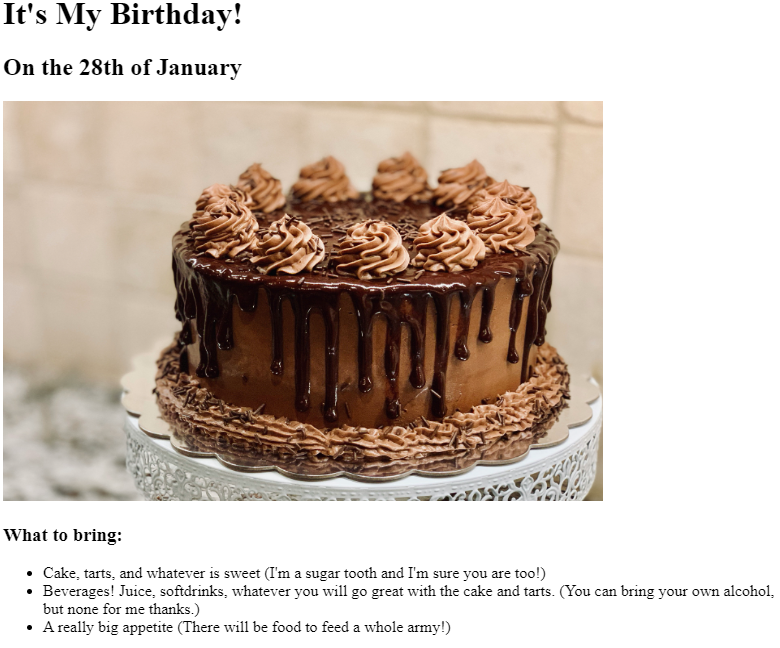 It's My Birthday!
On the 28th of January
What to bring:
• Cake, tarts, and whatever is sweet (I'm a sugar tooth and I'm sure you are too!)
• Beverages! Juice, softdrinks, whatever you will go great with the cake and tarts. (You can bring your own alcohol,
but none for me thanks.)
• A really big appetite (There will be food to feed a whole army!)